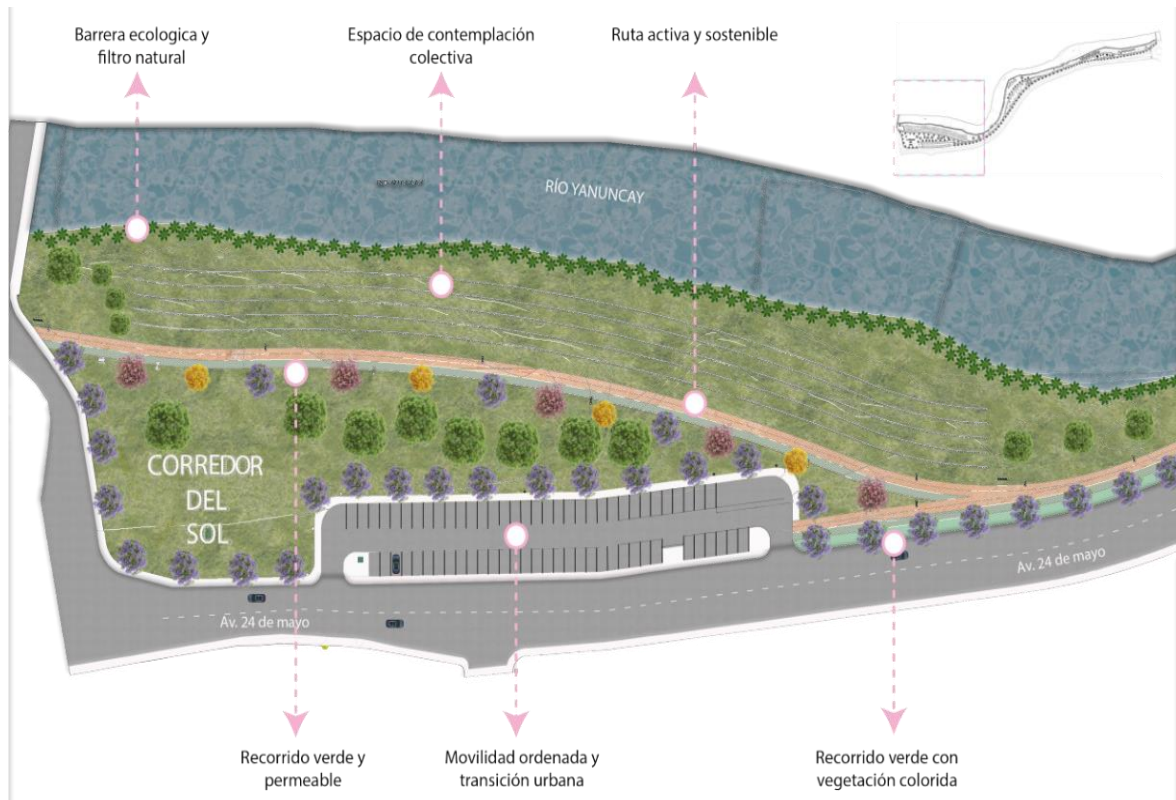 Barrera ecologica y
filtro natural
Espacio de contemplación
colectiva
Ruta activa y sostenible
RÍO YANUNCAY
CORREDOR
DEL
SOL
Av. 24 de mayo
Av. 24 de mayo
Recorrido verde y
permeable
Movilidad ordenada y
transición urbana
Recorrido verde con
vegetación colorida